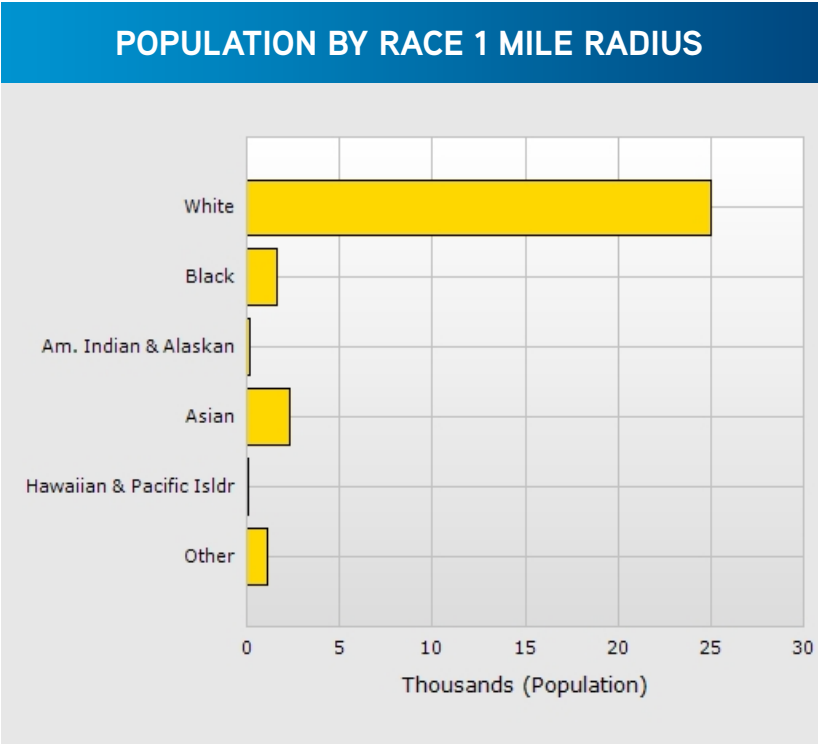 POPULATION BY RACE 1 MILE RADIUS
White
Black
Am. Indian & Alaskan
Asian
Hawaiian & Pacific Isldr
Other
0 5 10 15 20 25 30
Thousands (Population)